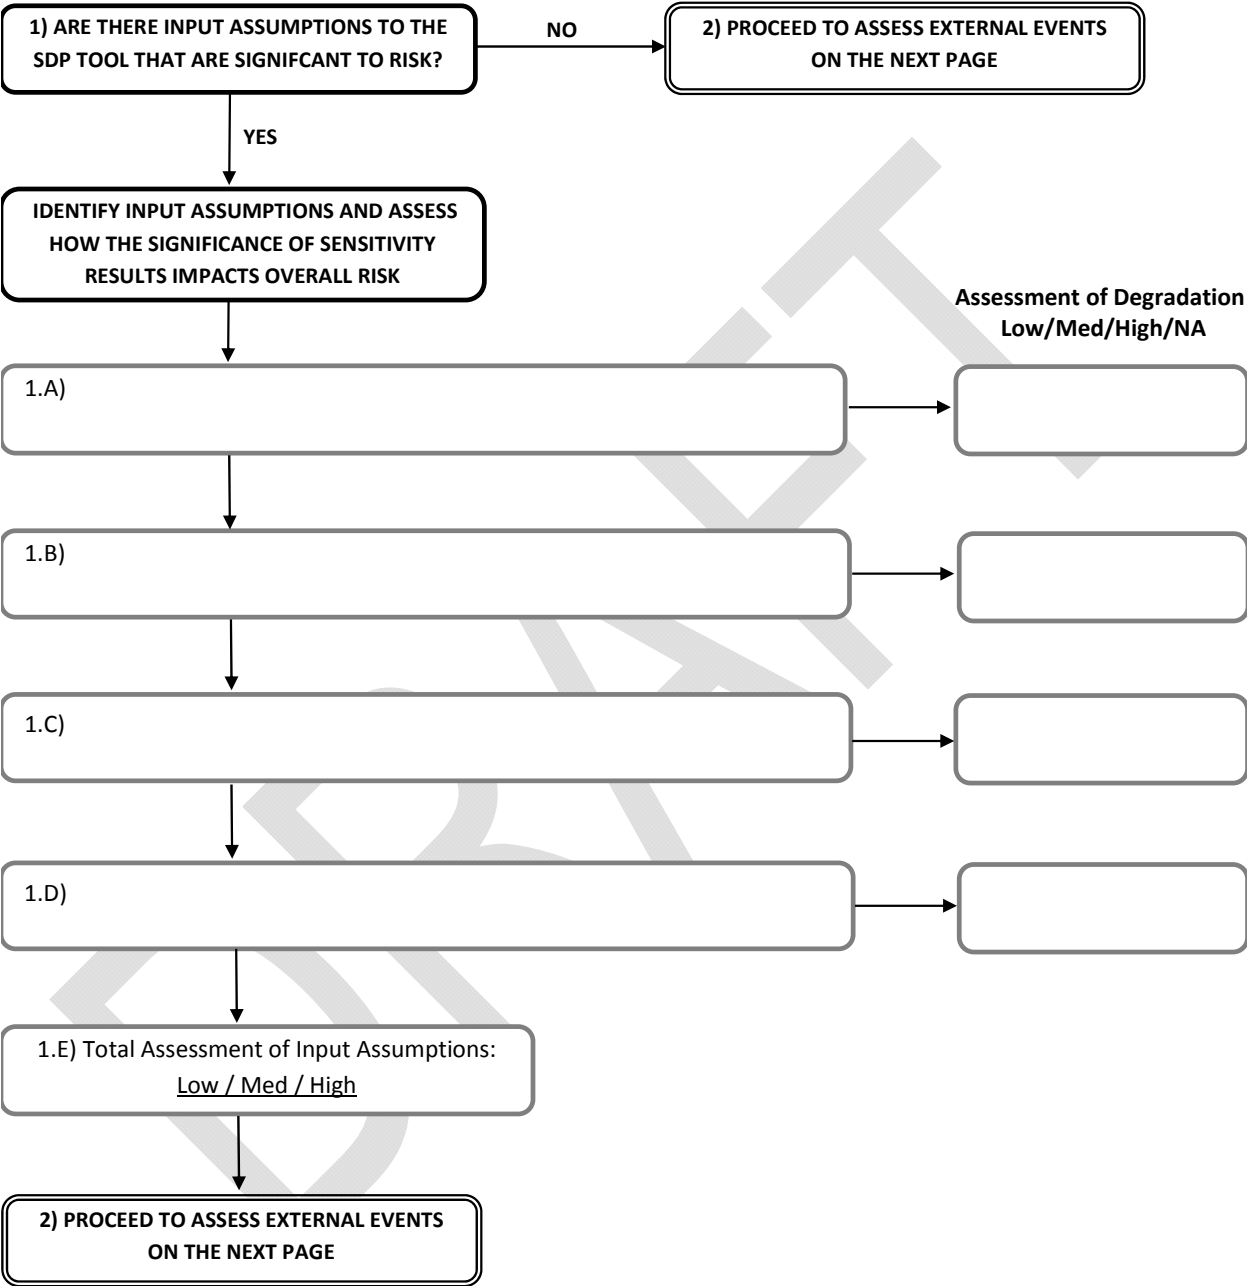 1) ARE THERE INPUT ASSUMPTIONS TO THE
SDP TOOL THAT ARE SIGNIFCANT TO RISK?
NO
2) PROCEED TO ASSESS EXTERNAL EVENTS
ON THE NEXT PAGE
YES
IDENTIFY INPUT ASSUMPTIONS AND ASSESS
HOW THE SIGNIFICANCE OF SENSITIVITY
RESULTS IMPACTS OVERALL RISK
Assessment of Degradation
Low/Med/High/NA
1.A)
1.B)
1.C)
1.D)
1.E) Total Assessment of Input Assumptions:
Low / Med / High
2) PROCEED TO ASSESS EXTERNAL EVENTS
ON THE NEXT PAGE
DRAFT